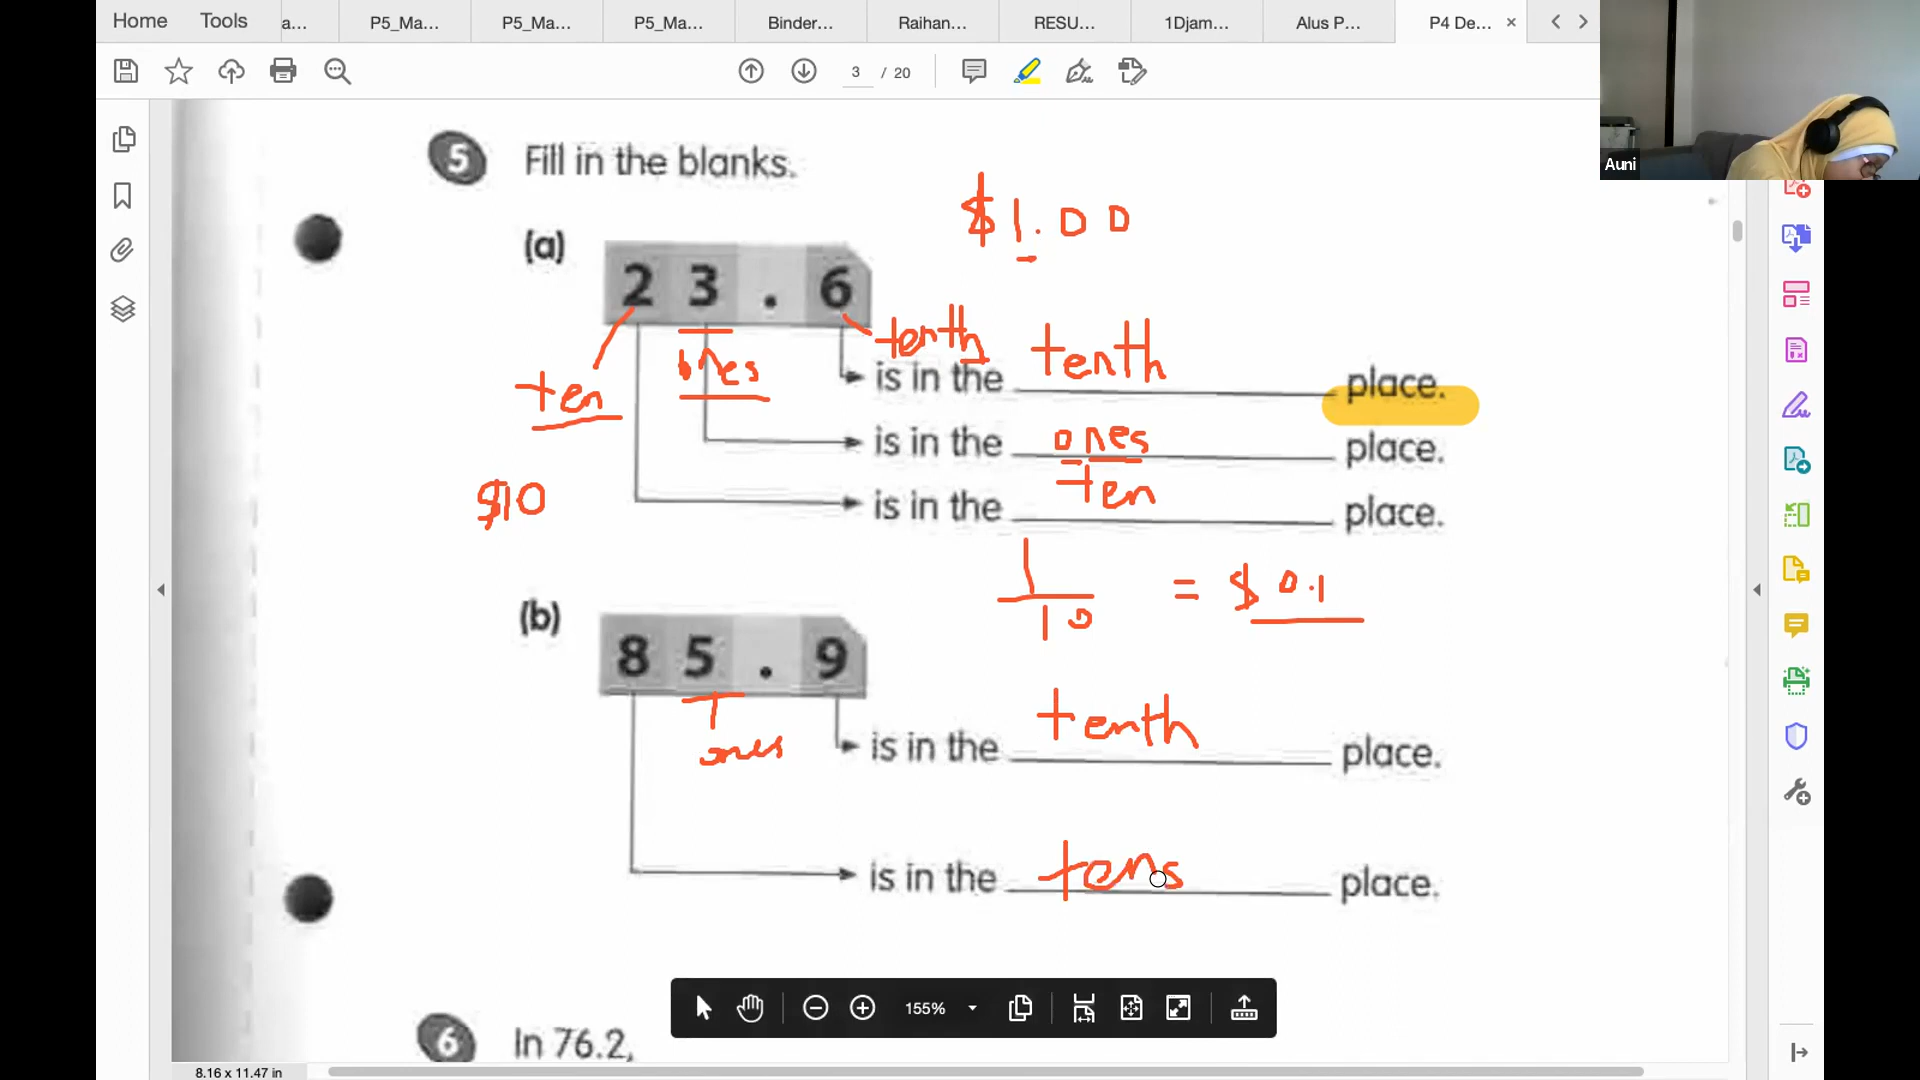 Home Tools a... P5_Ma... P5_Ma... P5_Ma... Binder... Raihan... RESU... 1Djam... Alus P... P4 De... ×
3 / 20
Auni
5 Fill in the blanks.
$1.00
(a)
2 3 . 6
tenth
ones
ten
is in the tenth place.
is in the ones place.
is in the ten place.
$10
1
10
= $ 0.1
(b)
8 5 . 9
ones
is in the tenth place.
is in the tens place.
155%
6 In 76.2,
8.16 x 11.47 in